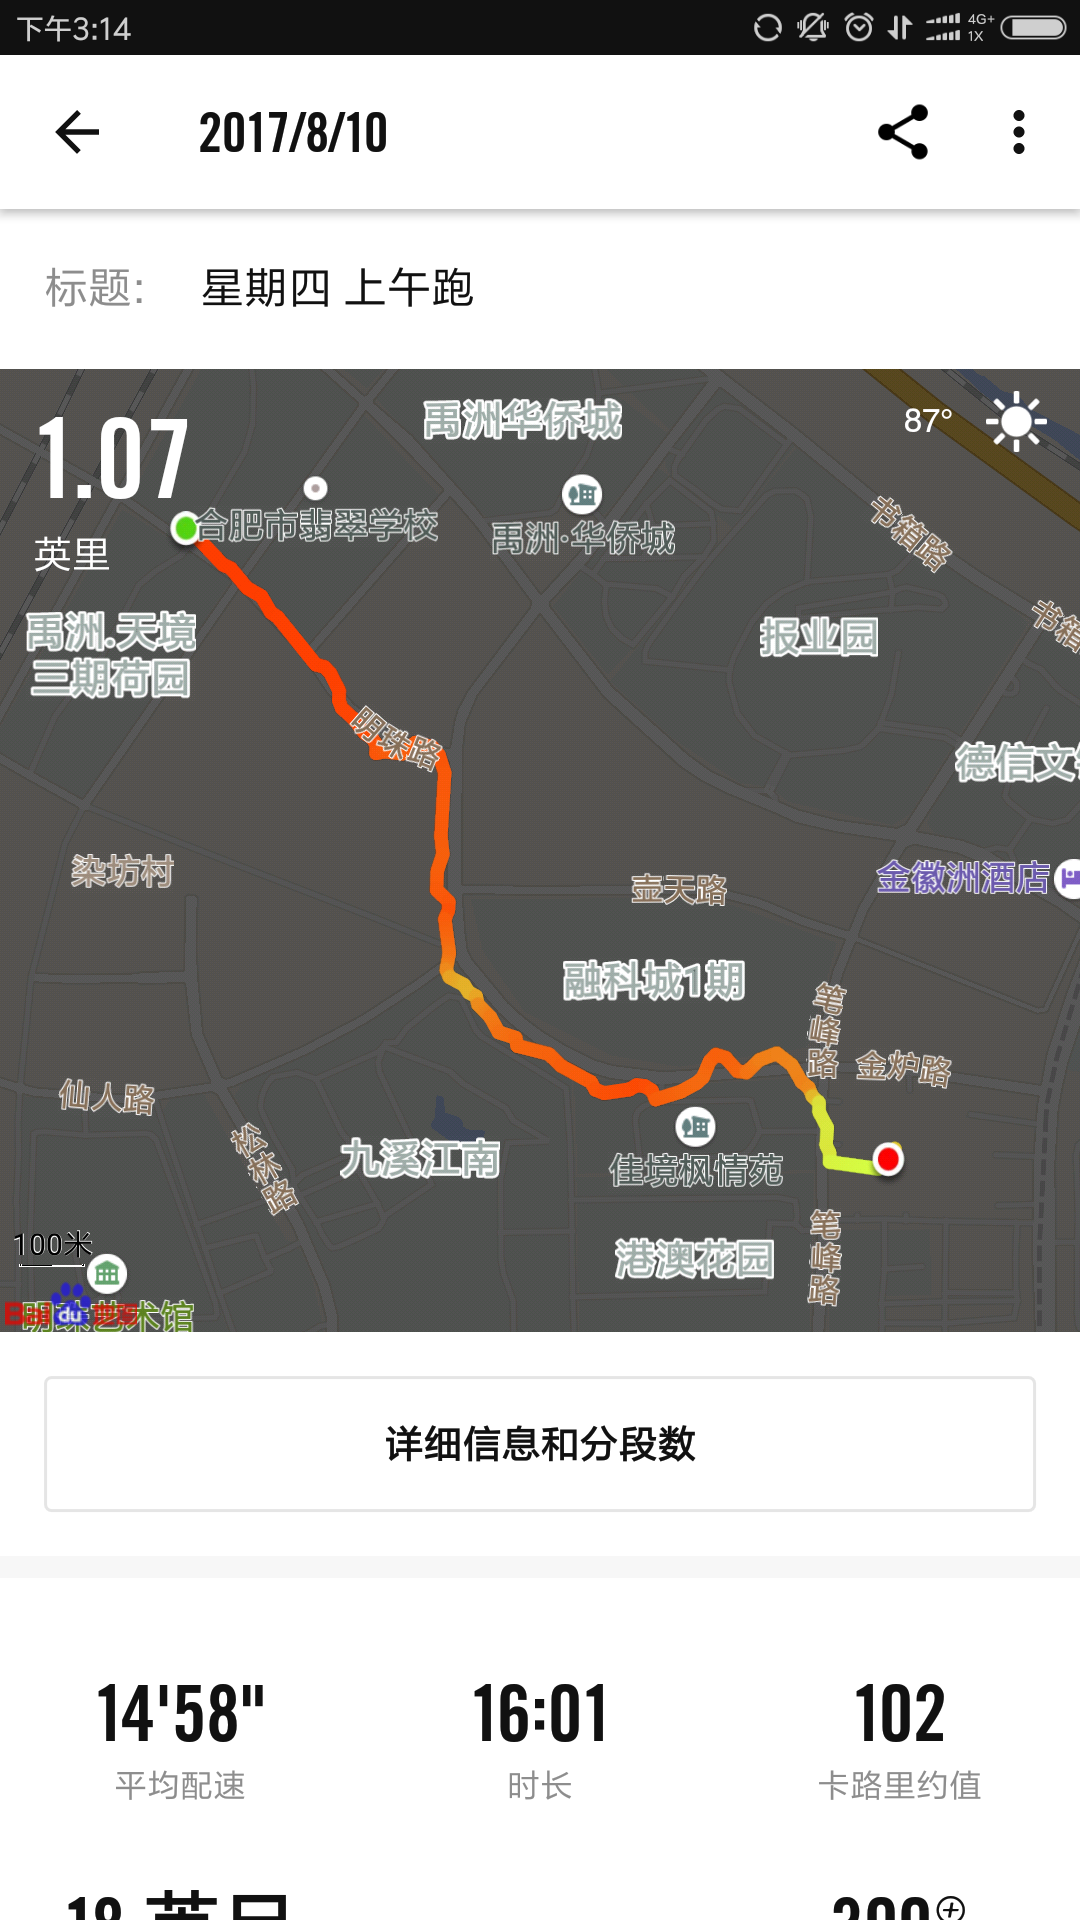 下午3:14
4G+
1X
2017/8/10
标题: 星期四 上午跑
1.07
英里
87°
禹洲华侨城
合肥市翡翠学校
禹洲·华侨城
书箱路
书箱
禹洲.天境
三期荷园
报业园
明珠路
德信文
染坊村
壶天路
金徽洲酒店
融科城1期
笔峰路
金炉路
仙人路
松林路
九溪江南
佳境枫情苑
港澳花园
笔峰路
100米
明珠艺术馆
Bai du
详细信息和分段数
14'58"
平均配速
16:01
时长
102
卡路里约值